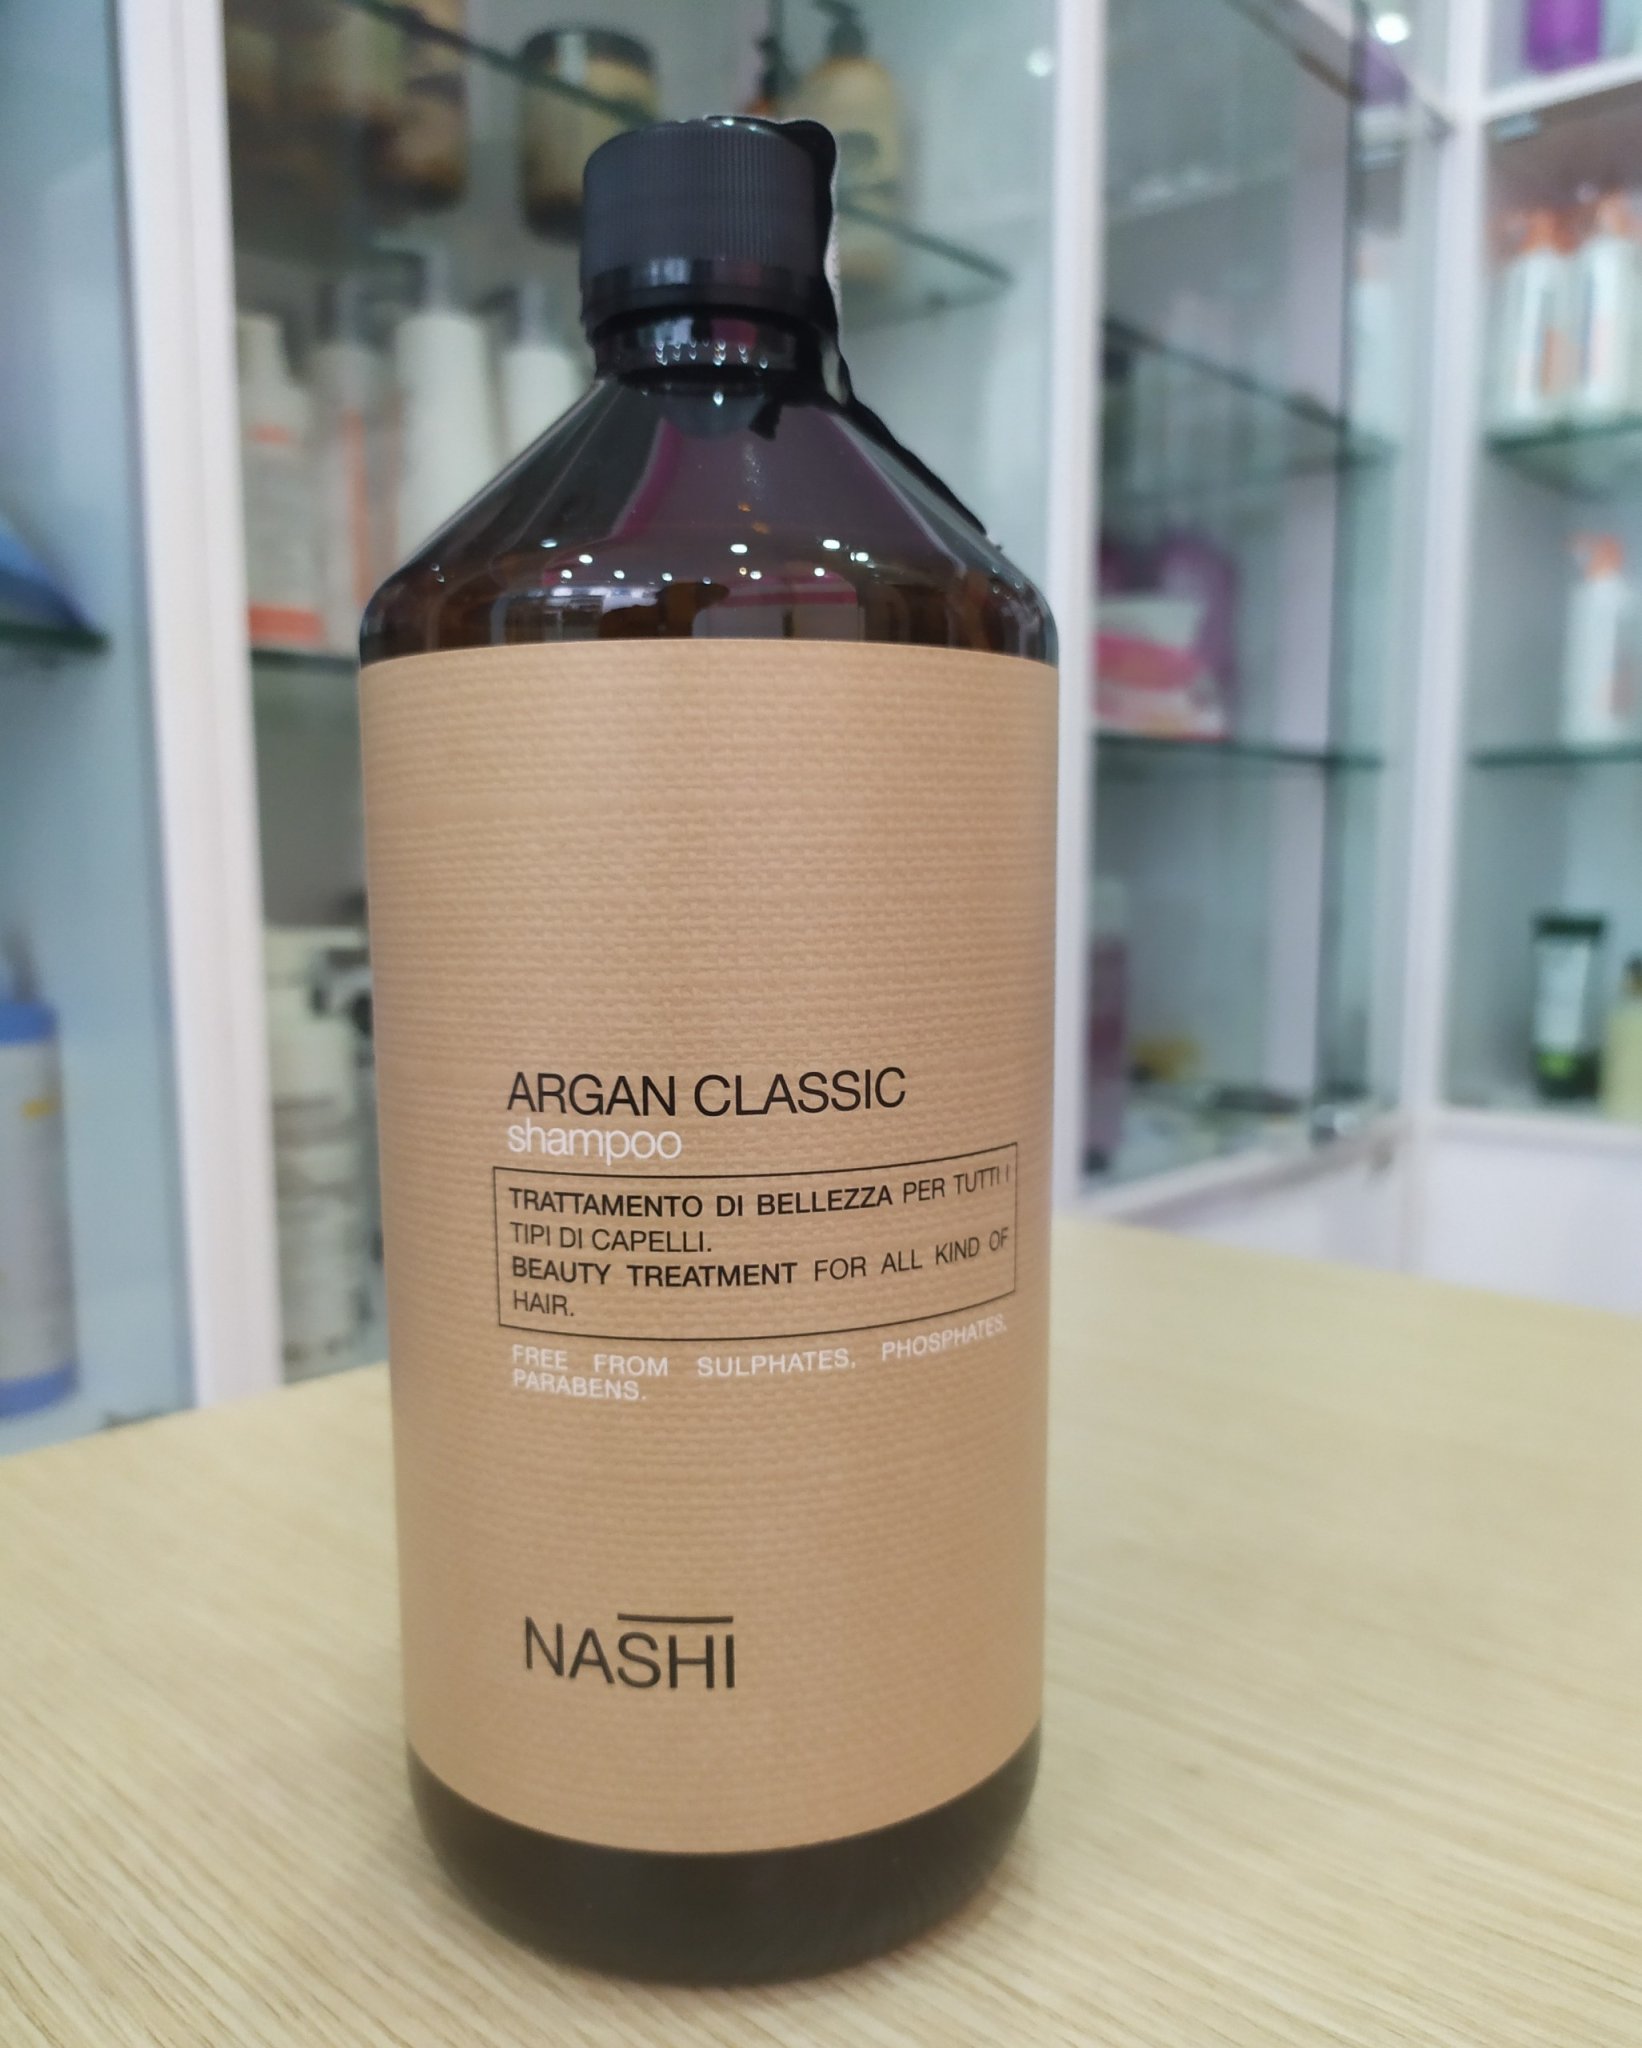 ARGAN CLASSIC
shampoo
TRATTAMENTO DI BELLEZZA PER TUTTI I
TIPI DI CAPELLI.
BEAUTY TREATMENT FOR ALL KIND OF
HAIR.
FREE FROM SULPHATES, PHOSPHATES,
PARABENS.
NASHI